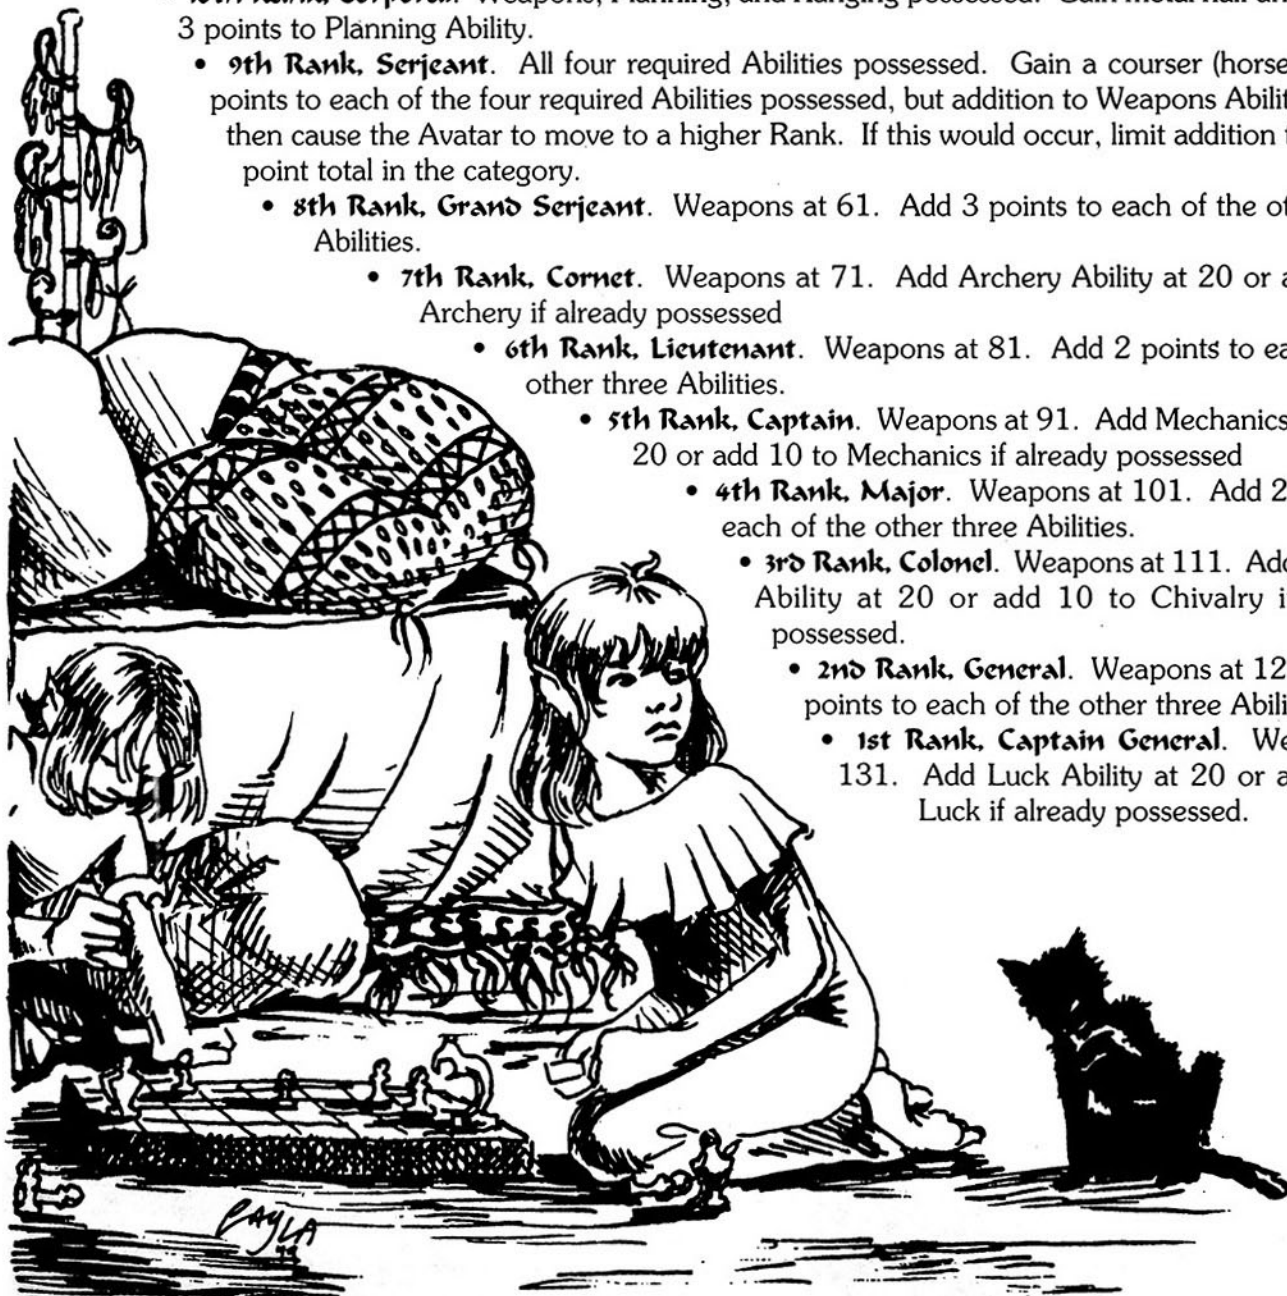 Weapons, Planning, and Ranging possessed. Gain metal
3 points to Planning Ability.
• 9th Rank, Serjeant. All four required Abilities possessed. Gain a courser (horse
points to each of the four required Abilities possessed, but addition to Weapons Abilit
then cause the Avatar to move to a higher Rank. If this would occur, limit addition
point total in the category.
• 8th Rank, Grand Serjeant. Weapons at 61. Add 3 points to each of the
Abilities.
• 7th Rank, Cornet. Weapons at 71. Add Archery Ability at 20 or a
Archery if already possessed
• 6th Rank, Lieutenant. Weapons at 81. Add 2 points to ea
other three Abilities.
• 5th Rank, Captain. Weapons at 91. Add Mechanics
20 or add 10 to Mechanics if already possessed
• 4th Rank, Major. Weapons at 101. Add 2
each of the other three Abilities.
• 3rd Rank, Colonel. Weapons at 111. Add
Ability at 20 or add 10 to Chivalry i
possessed.
• 2nd Rank, General. Weapons at 12
points to each of the other three Abili
• 1st Rank, Captain General. We
131. Add Luck Ability at 20 or a
Luck if already possessed.